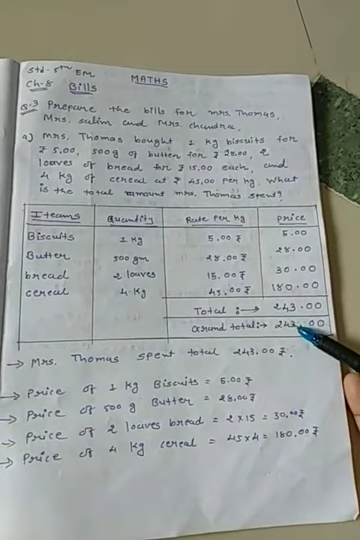 Std-5th EM
MATHS
Ch-8 Bills
Q-3 Prepare the bills for mrs. Thomas,
Mrs. salim and Mrs. chandra.
a) Mrs. Thomas bought 1 kg biscuits for
₹ 5.00, 500g of butter for ₹ 28.00, 2
loaves of bread for ₹ 15.00 each, and
4 kg of cereal at ₹ 45.00 per kg. What
is the total amount mrs. Thomas spent?
Iteams Quantity Rate Per Kg price
Biscuits 1 Kg 5.00 ₹ 5.00
Butter 500 gm 28.00 ₹ 28.00
bread 2 loaves 15.00 ₹ 30.00
cereal 4 Kg 45.00 ₹ 180.00
Total :→ 243.00
Grand total:→ 243.00
→ Mrs. Thomas spent total 243.00 ₹.
→ Price of 1 kg Biscuits = 5.00 ₹
→ Price of 500 g Butter = 28.00 ₹
→ Price of 2 loaves bread = 2 x 15 = 30.00 ₹
→ Price of 4 kg cereal = 45 x 4 = 180.00 ₹